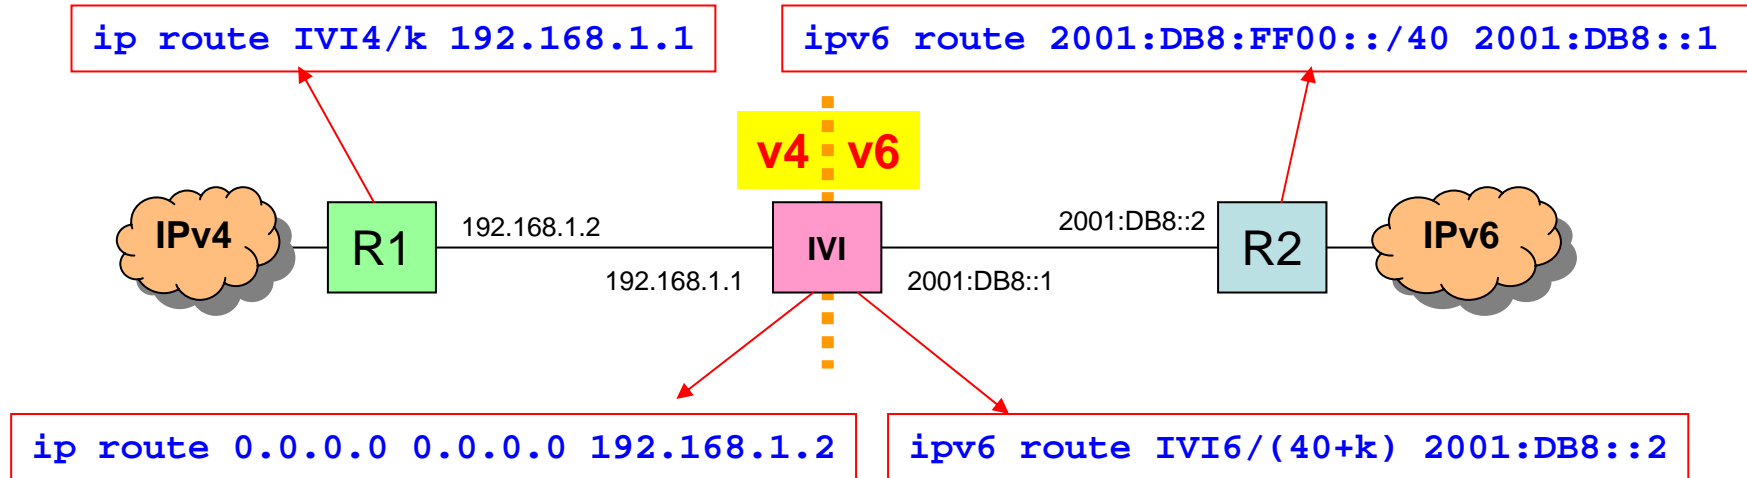 ip route IVI4/k 192.168.1.1
ipv6 route 2001:DB8:FF00::/40 2001:DB8::1
v4 v6
IPv4
R1
192.168.1.2
192.168.1.1
IVI
2001:DB8::2
2001:DB8::1
R2
IPv6
ip route 0.0.0.0 0.0.0.0 192.168.1.2
ipv6 route IVI6/(40+k) 2001:DB8::2